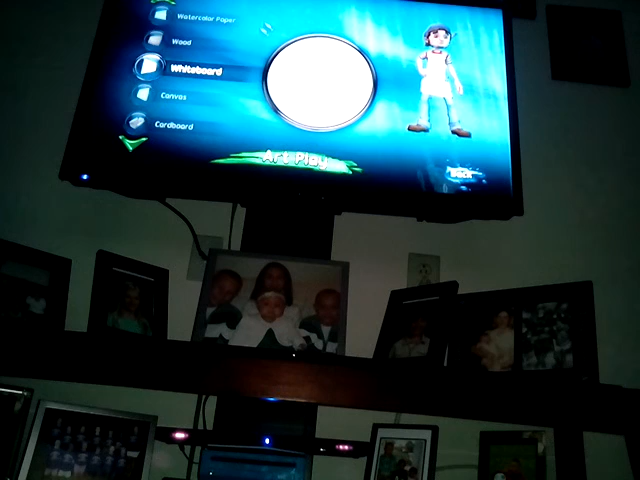 Watercolor Paper
Wood
Whiteboard
Canvas
Cardboard
Art Play
Back